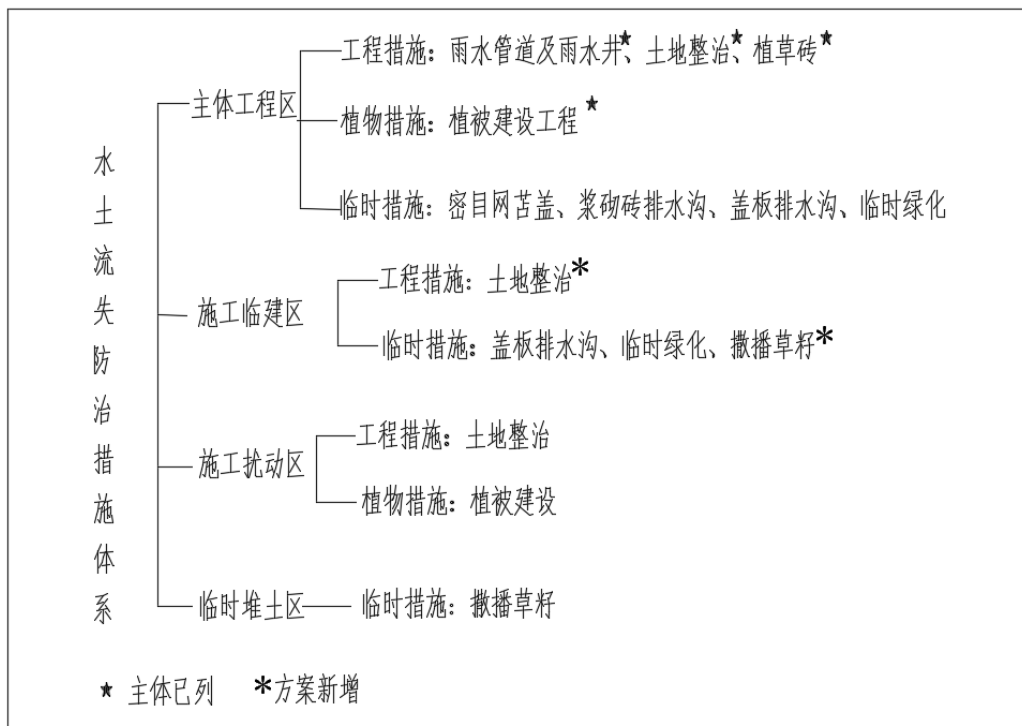 水土流失防治措施体系
主体工程区
工程措施：雨水管道及雨水井★、土地整治★、植草砖★
植物措施：植被建设工程★
临时措施：密目网苫盖、浆砌砖排水沟、盖板排水沟、临时绿化
施工临建区
工程措施：土地整治*
临时措施：盖板排水沟、临时绿化、撒播草籽*
施工扰动区
工程措施：土地整治
植物措施：植被建设
临时堆土区
临时措施：撒播草籽
★ 主体已列 *方案新增